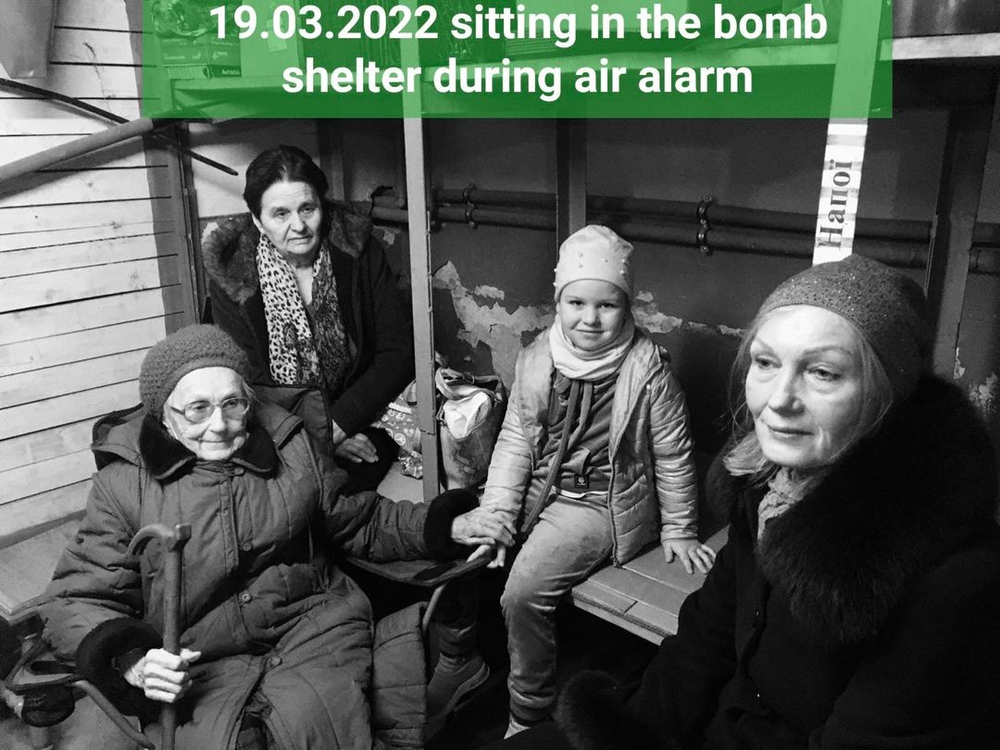 19.03.2022 sitting in the bomb
shelter during air alarm
Напої